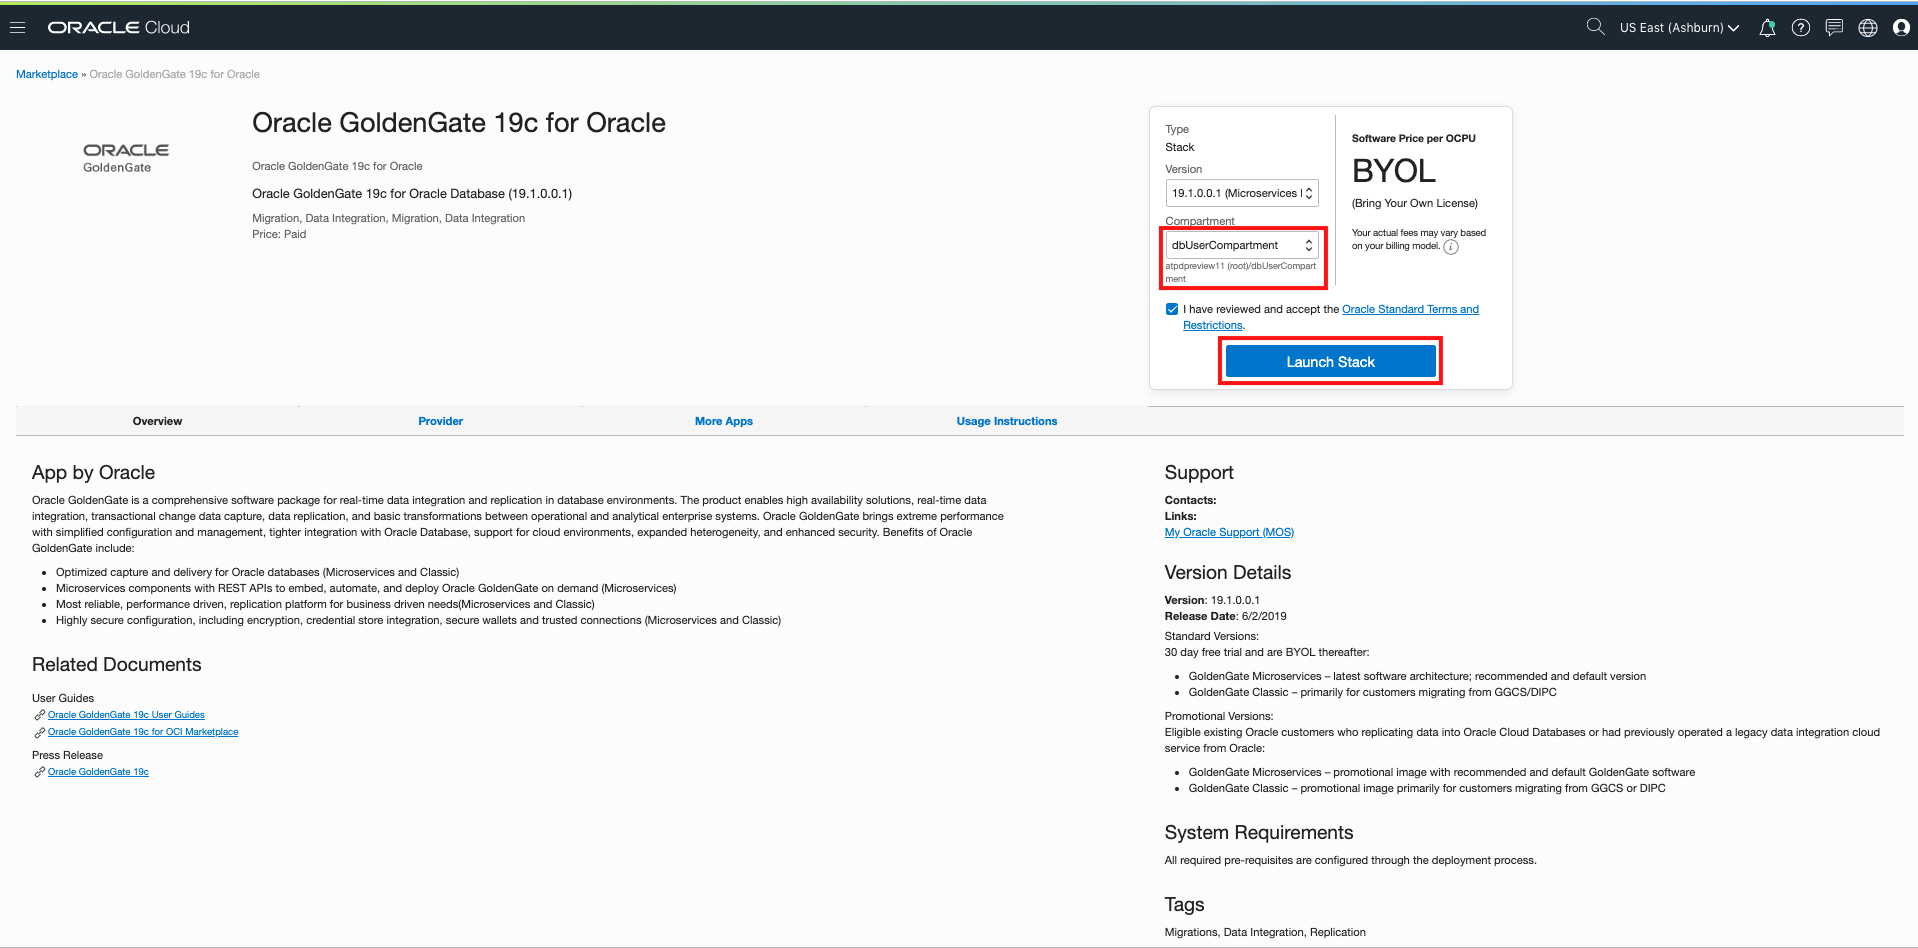 ORACLE Cloud
US East (Ashburn)
Marketplace » Oracle GoldenGate 19c for Oracle
ORACLE
GoldenGate
Oracle GoldenGate 19c for Oracle
Oracle GoldenGate 19c for Oracle
Oracle GoldenGate 19c for Oracle Database (19.1.0.0.1)
Migration, Data Integration, Migration, Data Integration
Price: Paid
Type
Stack
Version
19.1.0.0.1 (Microservices
Compartment
dbUserCompartment
atpdpreview11 (root)/dbUserCompart
ment
Software Price per OCPU
BYOL
(Bring Your Own License)
Your actual fees may vary based
on your billing model.
I have reviewed and accept the Oracle Standard Terms and
Restrictions.
Launch Stack
Overview
Provider
More Apps
Usage Instructions
App by Oracle
Oracle GoldenGate is a comprehensive software package for real-time data integration and replication in database environments. The product enables high availability solutions, real-time data
integration, transactional change data capture, data replication, and basic transformations between operational and analytical enterprise systems. Oracle GoldenGate brings extreme performance
with simplified configuration and management, tighter integration with Oracle Database, support for cloud environments, expanded heterogeneity, and enhanced security. Benefits of Oracle
GoldenGate include:
• Optimized capture and delivery for Oracle databases (Microservices and Classic)
• Microservices components with REST APIs to embed, automate, and deploy Oracle GoldenGate on demand (Microservices)
• Most reliable, performance driven, replication platform for business driven needs(Microservices and Classic)
• Highly secure configuration, including encryption, credential store integration, secure wallets and trusted connections (Microservices and Classic)
Related Documents
User Guides
Oracle GoldenGate 19c User Guides
Oracle GoldenGate 19c for OCI Marketplace
Press Release
Oracle GoldenGate 19c
Support
Contacts:
Links:
My Oracle Support (MOS)
Version Details
Version: 19.1.0.0.1
Release Date: 6/2/2019
Standard Versions:
30 day free trial and are BYOL thereafter:
• GoldenGate Microservices – latest software architecture; recommended and default version
• GoldenGate Classic – primarily for customers migrating from GGCS/DIPC
Promotional Versions:
Eligible existing Oracle customers who replicating data into Oracle Cloud Databases or had previously operated a legacy data integration cloud
service from Oracle:
• GoldenGate Microservices – promotional image with recommended and default GoldenGate software
• GoldenGate Classic – promotional image primarily for customers migrating from GGCS or DIPC
System Requirements
All required pre-requisites are configured through the deployment process.
Tags
Migrations, Data Integration, Replication